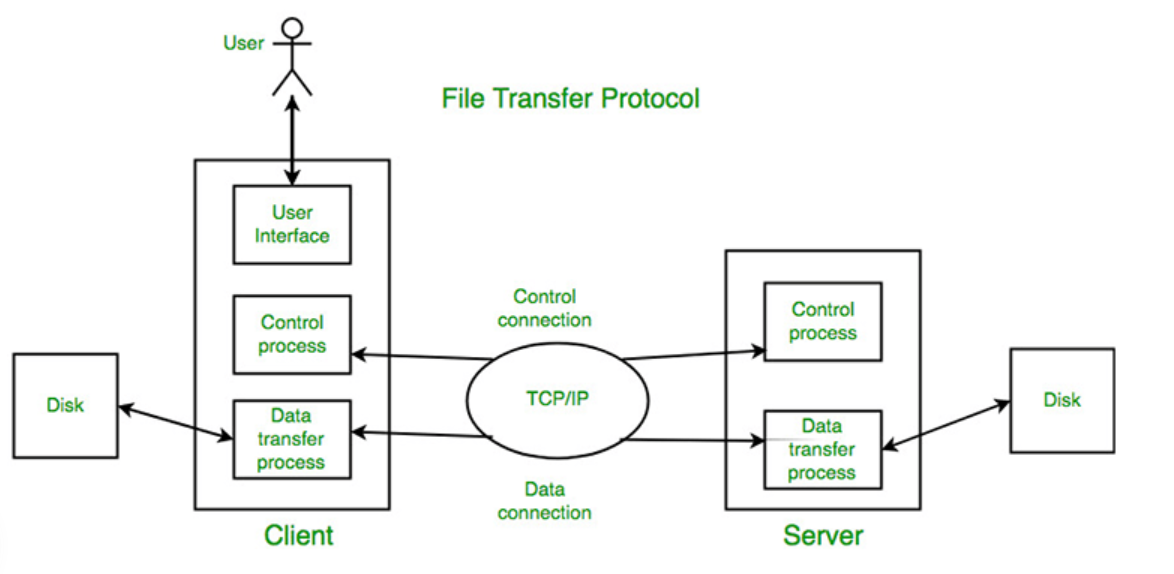 User
File Transfer Protocol
User
Interface
Control
process
Data
transfer
process
Client
Disk
Control
connection
TCP/IP
Data
connection
Control
process
Data
transfer
process
Server
Disk